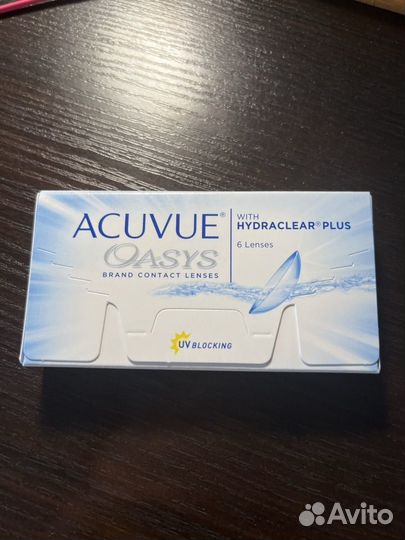 ACUVUE®
OASYS
BRAND CONTACT LENSES
WITH
HYDRACLEAR® PLUS
6 Lenses
UV BLOCKING
Avito